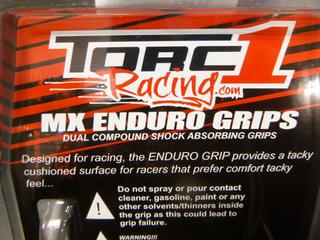 TORC1
Racing.com
MX ENDURO GRIPS
DUAL COMPOUND SHOCK ABSORBING GRIPS
Designed for racing, the ENDURO GRIP provides a tacky
cushioned surface for racers that prefer comfort tacky
feel...
Do not spray or pour contact
cleaner, gasoline, paint or any
other solvents/thinners inside
the grip as this could lead to
grip failure.
WARNING!!!